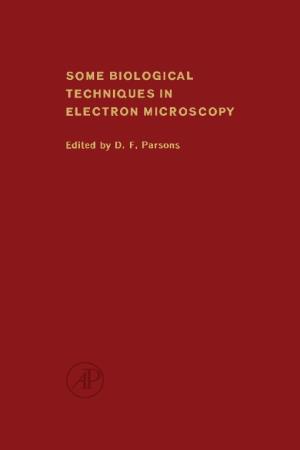 SOME BIOLOGICAL
TECHNIQUES IN
ELECTRON MICROSCOPY
Edited by D. F. Parsons
AP